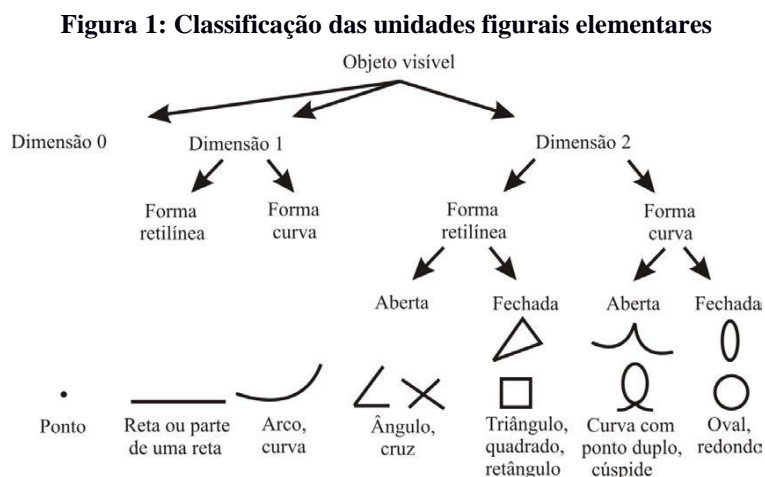 Figura 1: Classificação das unidades figurais elementares
Objeto visível
Dimensão 0
Dimensão 1
Dimensão 2
Forma
retilínea
Forma
curva
Forma
retilínea
Forma
curva
Aberta
Fechada
Aberta
Fechada
Ponto
Reta ou parte
de uma reta
Arco,
curva
Ângulo,
cruz
Triângulo,
quadrado,
retângulo
Curva com
ponto duplo,
cúspide
Oval,
redondo